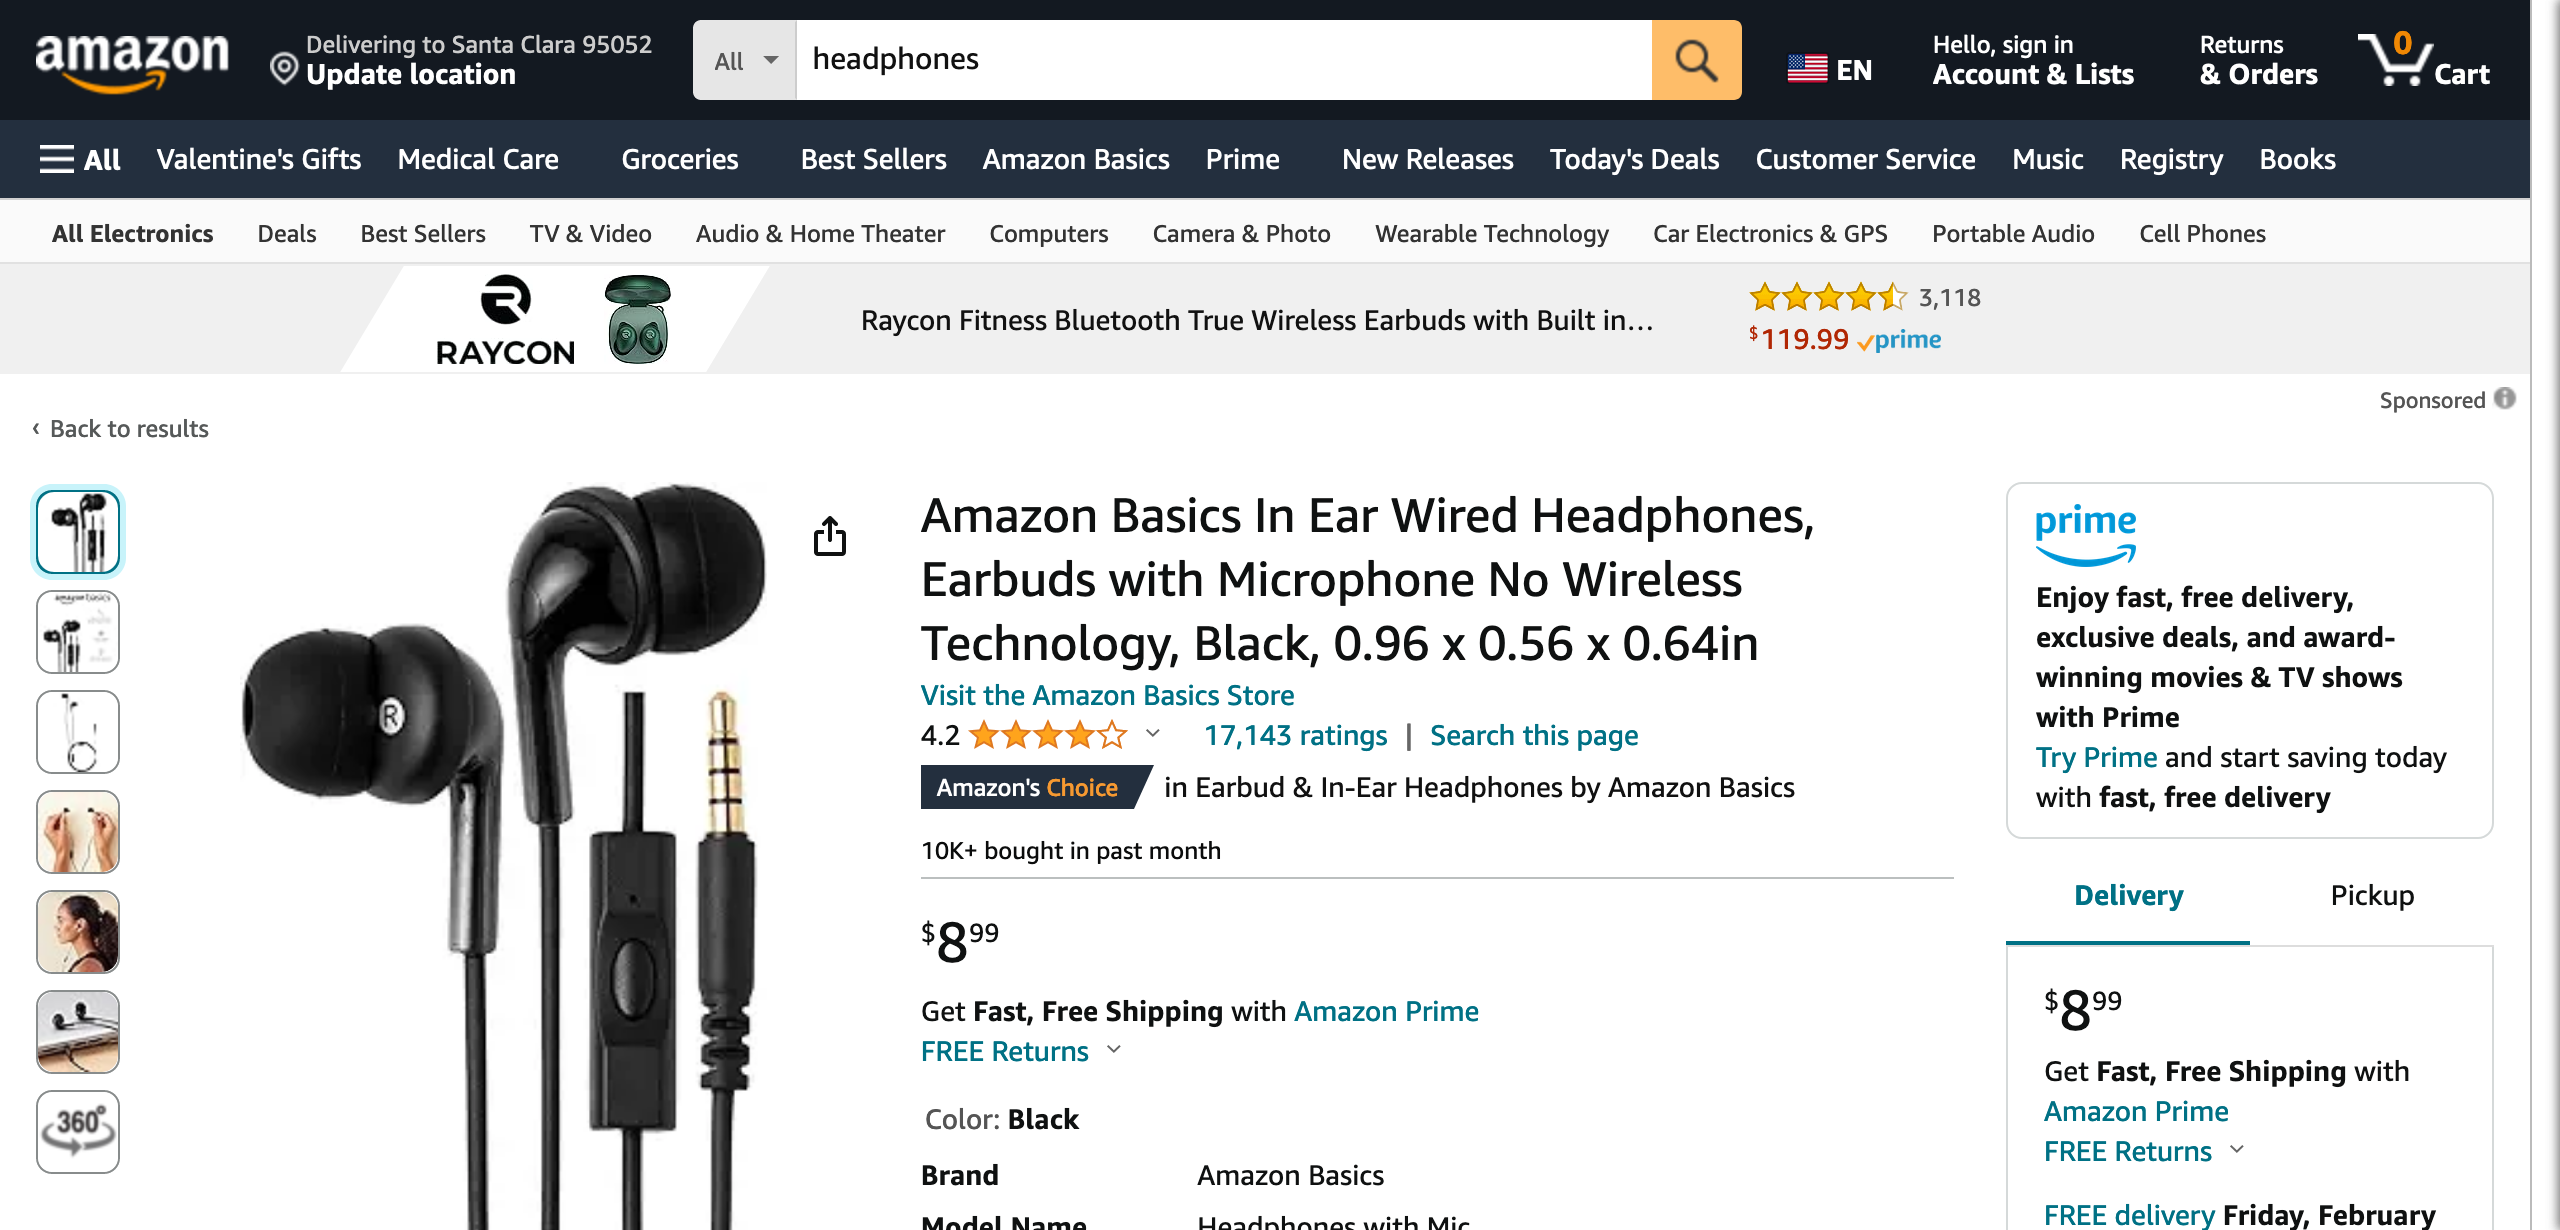 amazon
Delivering to Santa Clara 95052
Update location
All
headphones
EN
Hello, sign in
Account & Lists
Returns
& Orders
0
Cart
All
Valentine's Gifts
Medical Care
Groceries
Best Sellers
Amazon Basics
Prime
New Releases
Today's Deals
Customer Service
Music
Registry
Books
All Electronics
Deals
Best Sellers
TV & Video
Audio & Home Theater
Computers
Camera & Photo
Wearable Technology
Car Electronics & GPS
Portable Audio
Cell Phones
RAYCON
Raycon Fitness Bluetooth True Wireless Earbuds with Built in...
3,118
$119.99 prime
Sponsored
‹ Back to results
R
360°
Amazon Basics In Ear Wired Headphones,
Earbuds with Microphone No Wireless
Technology, Black, 0.96 x 0.56 x 0.64in
Visit the Amazon Basics Store
4.2
17,143 ratings | Search this page
Amazon's Choice in Earbud & In-Ear Headphones by Amazon Basics
10K+ bought in past month
$8.99
Get Fast, Free Shipping with Amazon Prime
FREE Returns
Color: Black
Brand Amazon Basics
Model Name Headphones with Mic
prime
Enjoy fast, free delivery,
exclusive deals, and award-
winning movies & TV shows
with Prime
Try Prime and start saving today
with fast, free delivery
Delivery
Pickup
$8.99
Get Fast, Free Shipping with
Amazon Prime
FREE Returns
FREE delivery Friday, February